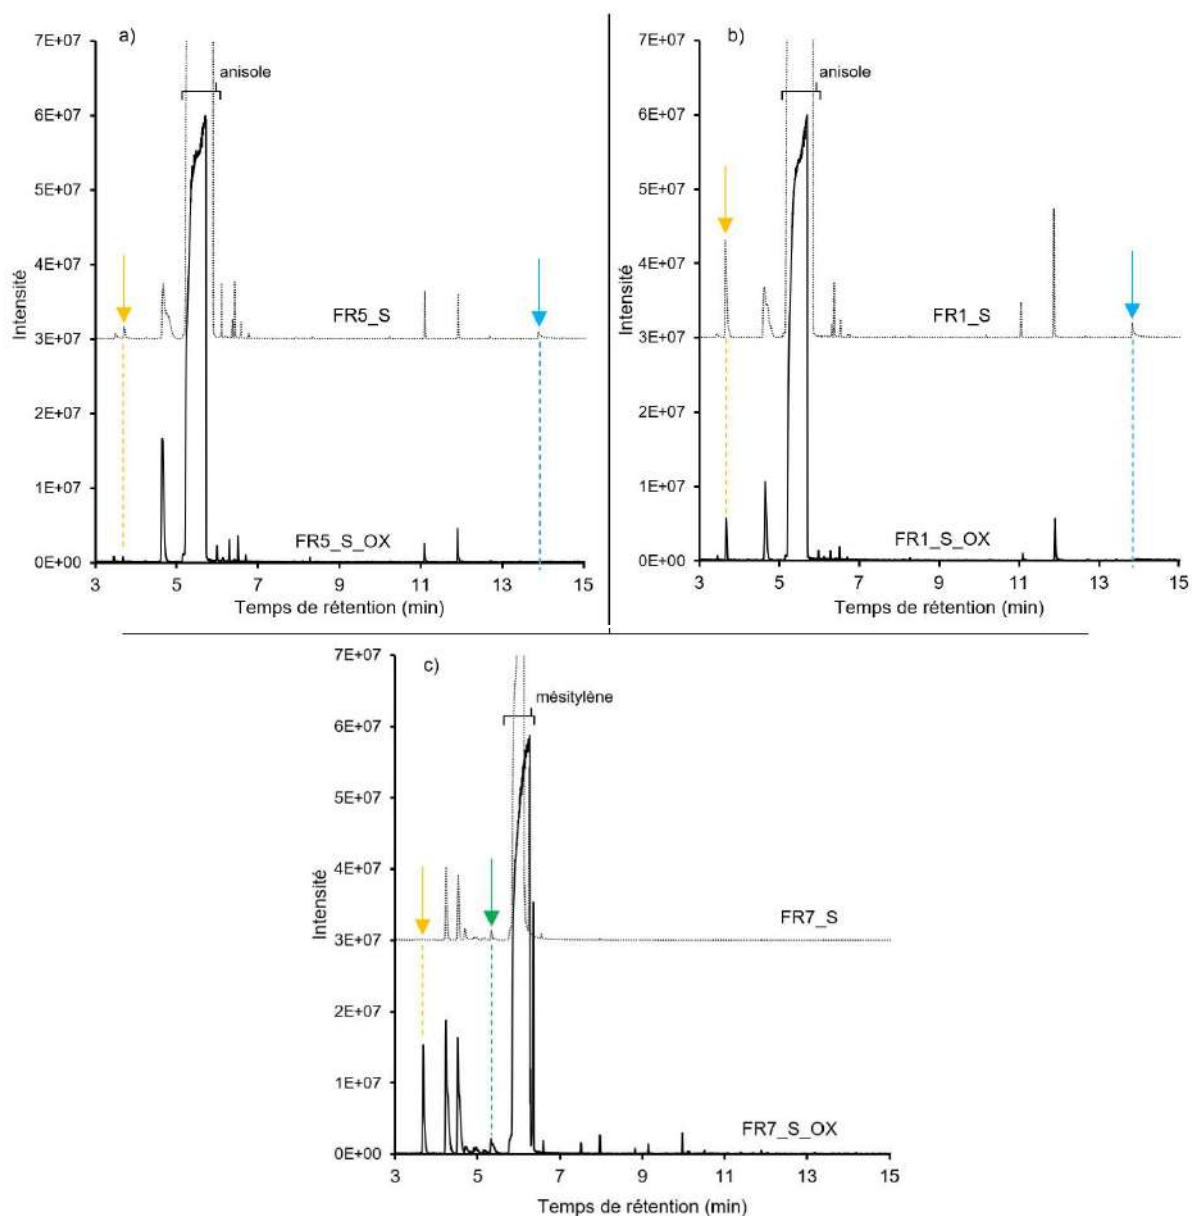 a)
7E+07
6E+07
5E+07
4E+07
3E+07
2E+07
1E+07
0E+00
Intensité
anisole
FR5_S
FR5_S_OX
3 5 7 9 11 13 15
Temps de rétention (min)
b)
7E+07
6E+07
5E+07
4E+07
3E+07
2E+07
1E+07
0E+00
Intensité
anisole
FR1_S
FR1_S_OX
3 5 7 9 11 13 15
Temps de rétention (min)
c)
7E+07
6E+07
5E+07
4E+07
3E+07
2E+07
1E+07
0E+00
Intensité
mésitylène
FR7_S
FR7_S_OX
3 5 7 9 11 13 15
Temps de rétention (min)